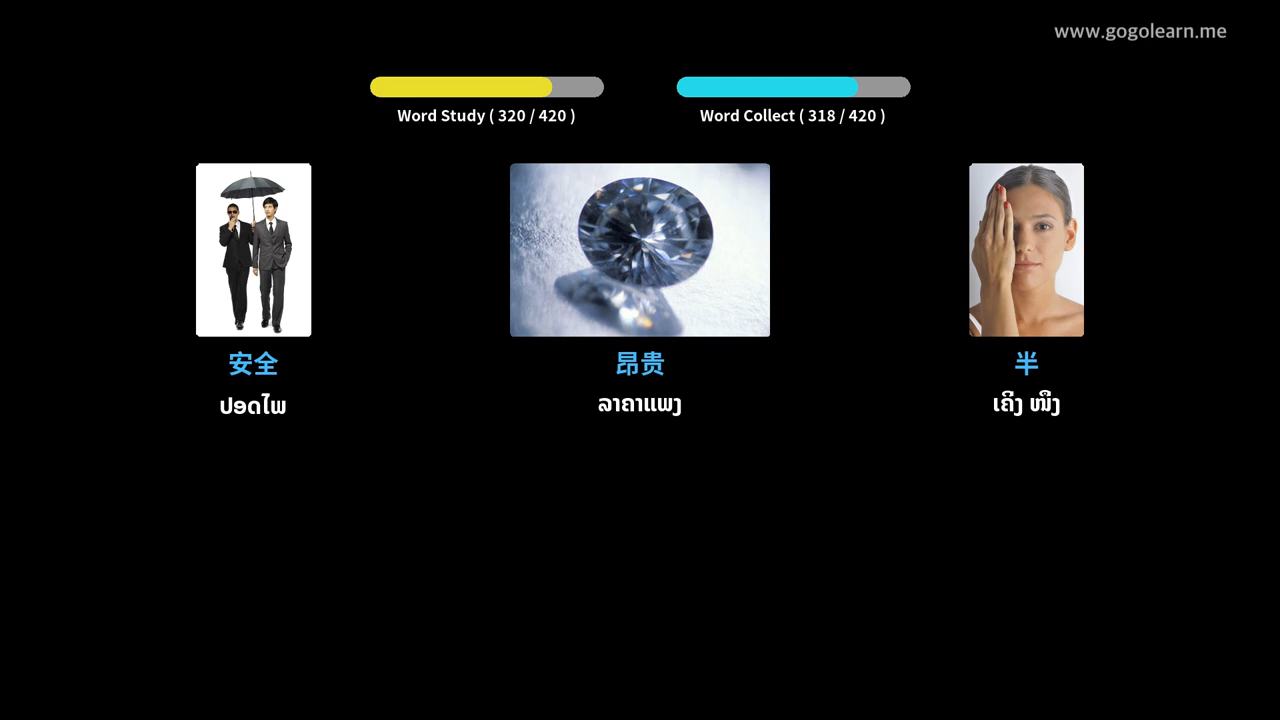 www.gogolearn.me
Word Study ( 320 / 420 )
Word Collect ( 318 / 420 )
安全
昂贵
半
ປອດໄພ
ລາຄາແພງ
ເຄິງ ໜຶງ